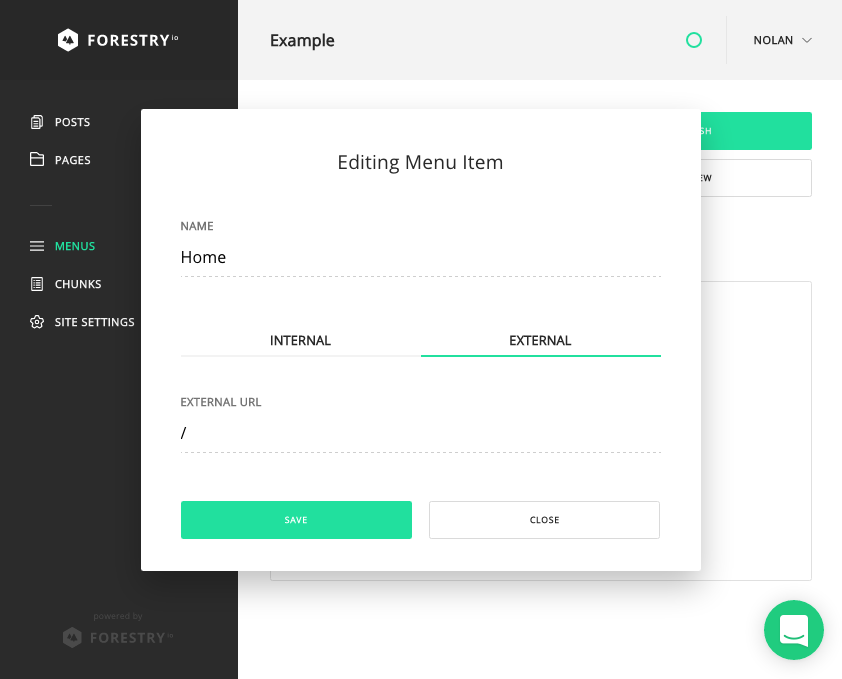 FORESTRY io
Example
NOLAN
POSTS
PAGES
MENUS
CHUNKS
SITE SETTINGS
Editing Menu Item
NAME
Home
INTERNAL
EXTERNAL
EXTERNAL URL
/
SAVE
CLOSE
SH
EW
powered by
FORESTRY